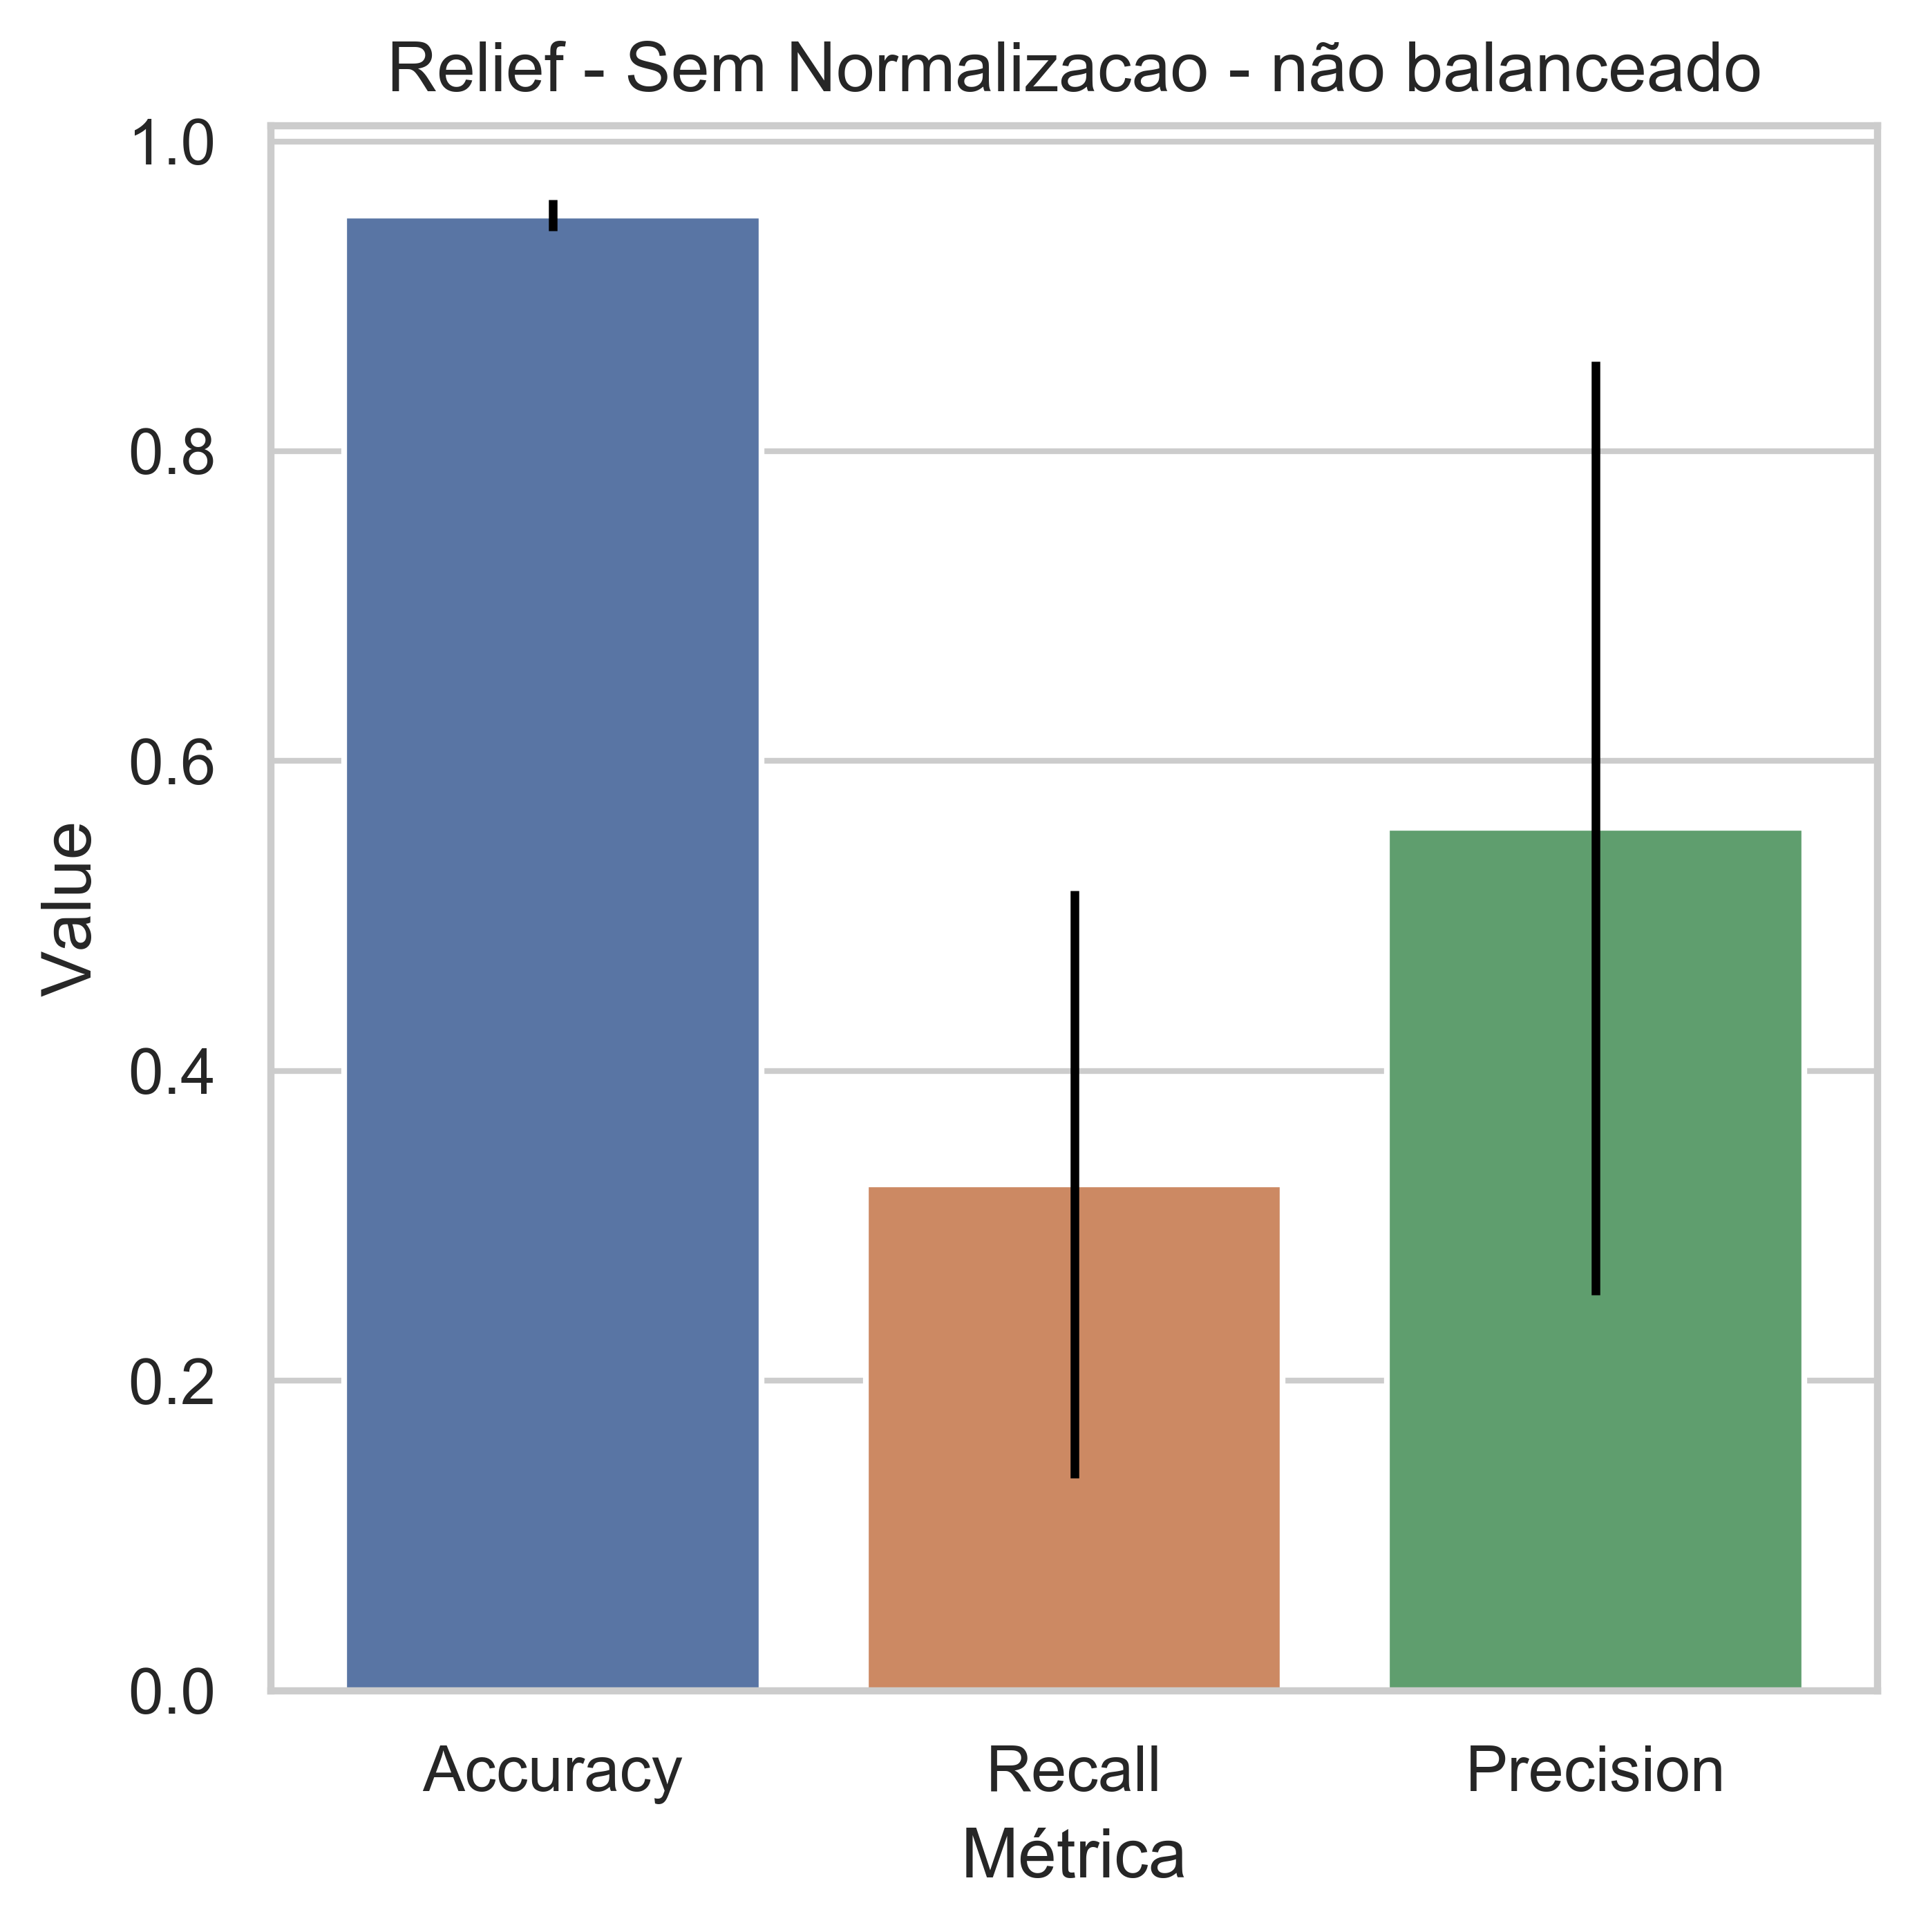 Relief - Sem Normalizacao - não balanceado
1.0
0.8
0.6
0.4
0.2
0.0
Value
Accuracy Recall Precision
Métrica